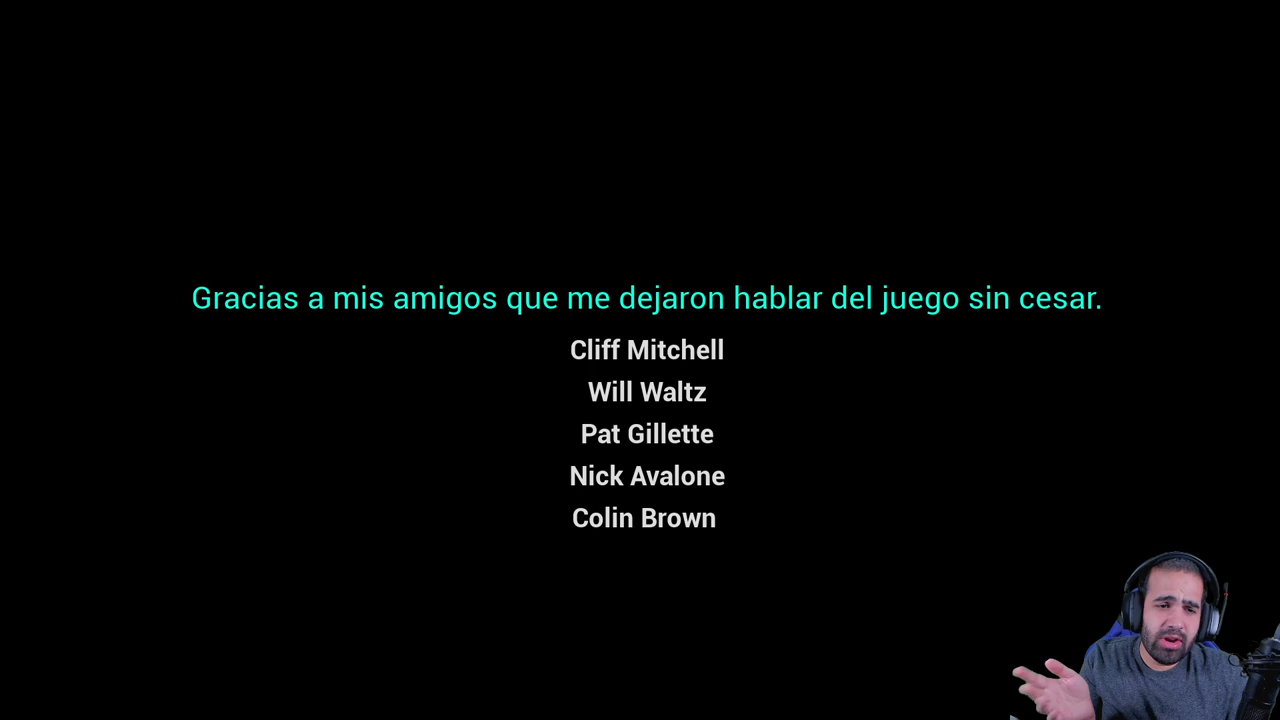 Gracias a mis amigos que me dejaron hablar del juego sin cesar.
Cliff Mitchell
Will Waltz
Pat Gillette
Nick Avalone
Colin Brown